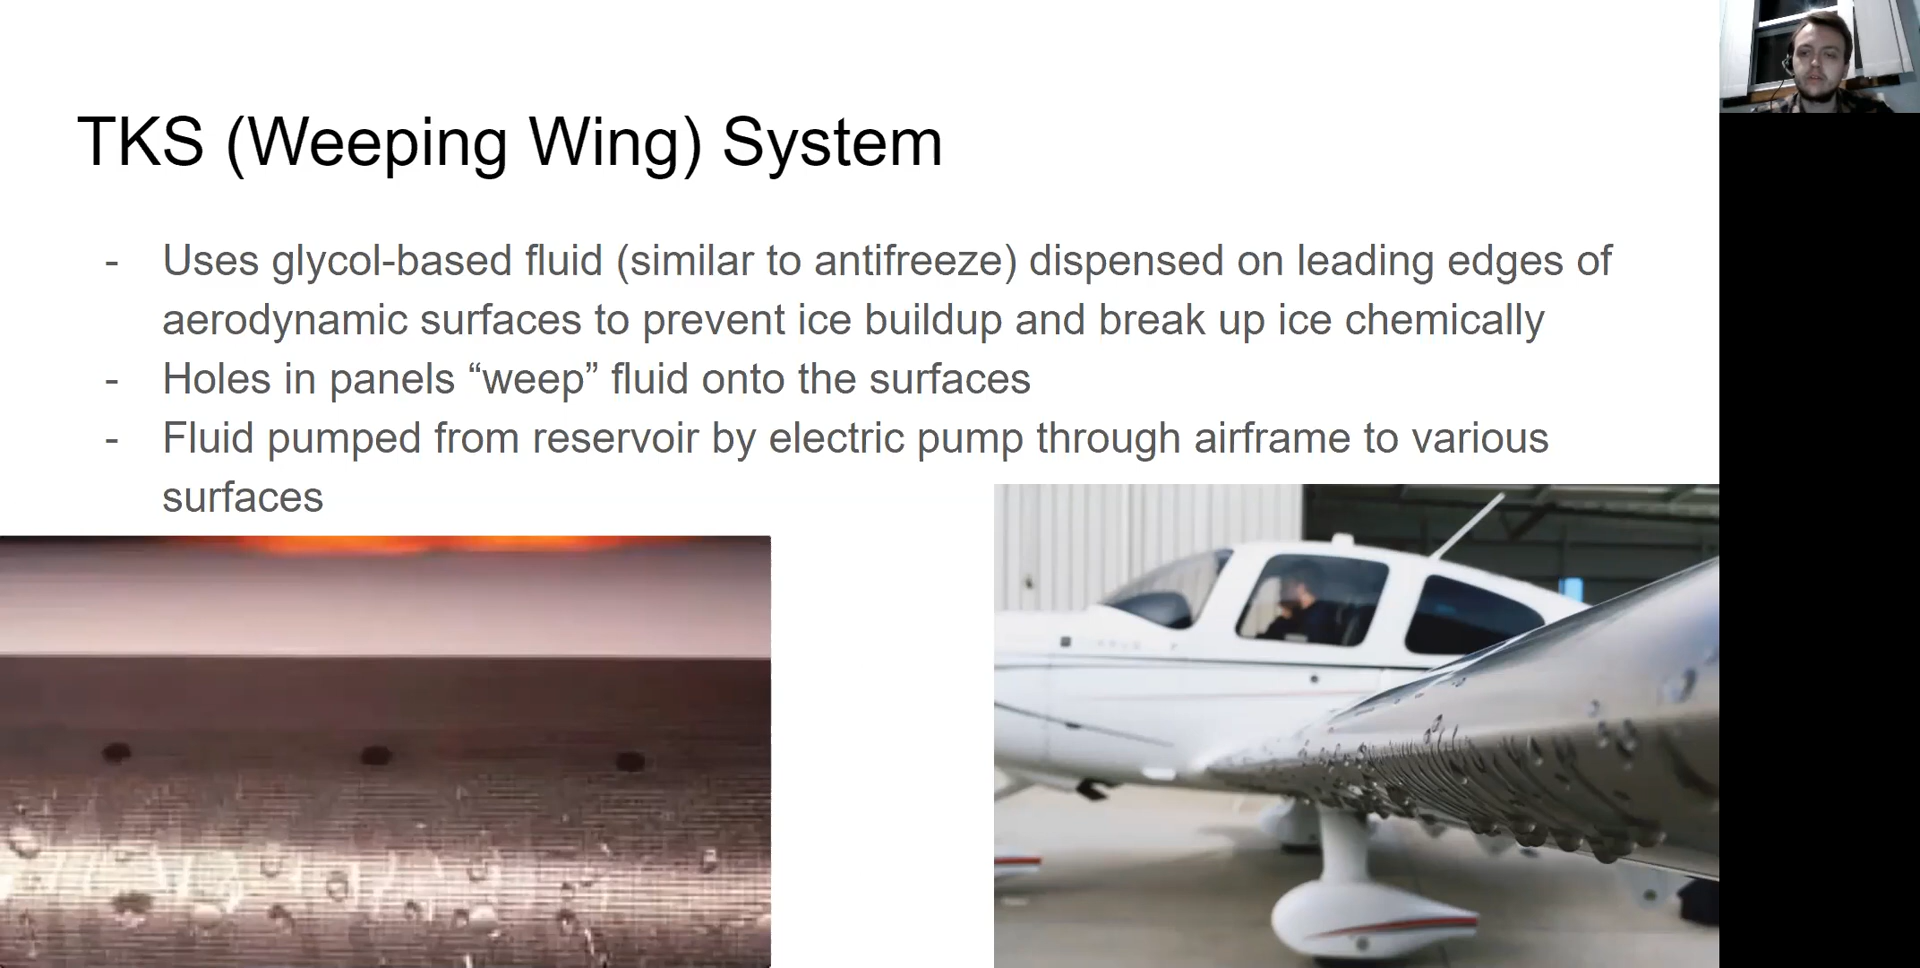 TKS (Weeping Wing) System
- Uses glycol-based fluid (similar to antifreeze) dispensed on leading edges of
aerodynamic surfaces to prevent ice buildup and break up ice chemically
- Holes in panels “weep” fluid onto the surfaces
- Fluid pumped from reservoir by electric pump through airframe to various
surfaces